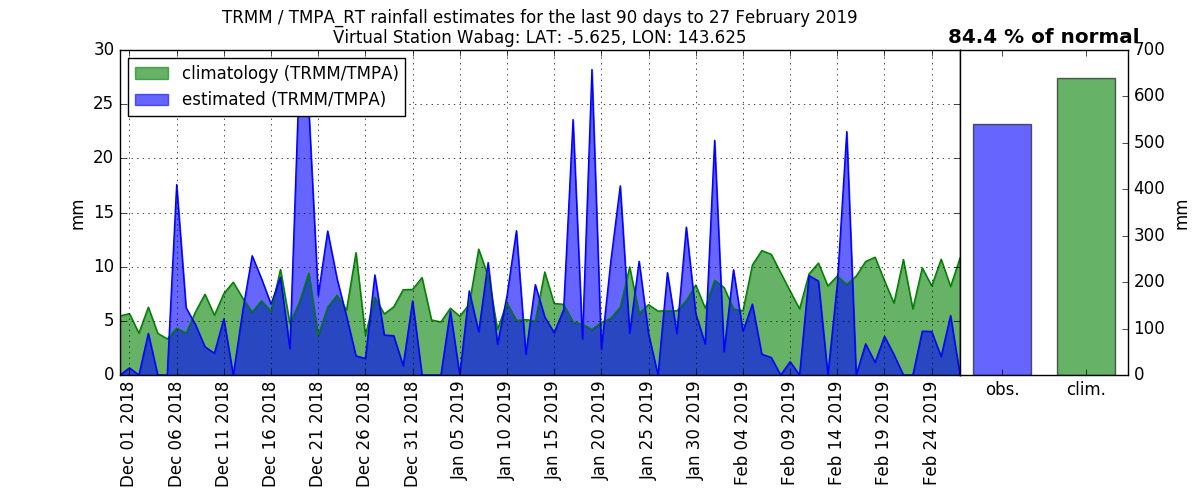 TRMM / TMPA_RT rainfall estimates for the last 90 days to 27 February 2019
Virtual Station Wabag: LAT: -5.625, LON: 143.625
84.4 % of normal
climatology (TRMM/TMPA)
estimated (TRMM/TMPA)
30
25
20
15
10
5
0
mm
Dec 01 2018
Dec 06 2018
Dec 11 2018
Dec 16 2018
Dec 21 2018
Dec 26 2018
Dec 31 2018
Jan 05 2019
Jan 10 2019
Jan 15 2019
Jan 20 2019
Jan 25 2019
Jan 30 2019
Feb 04 2019
Feb 09 2019
Feb 14 2019
Feb 19 2019
Feb 24 2019
700
600
500
400
300
200
100
0
mm
obs.
clim.